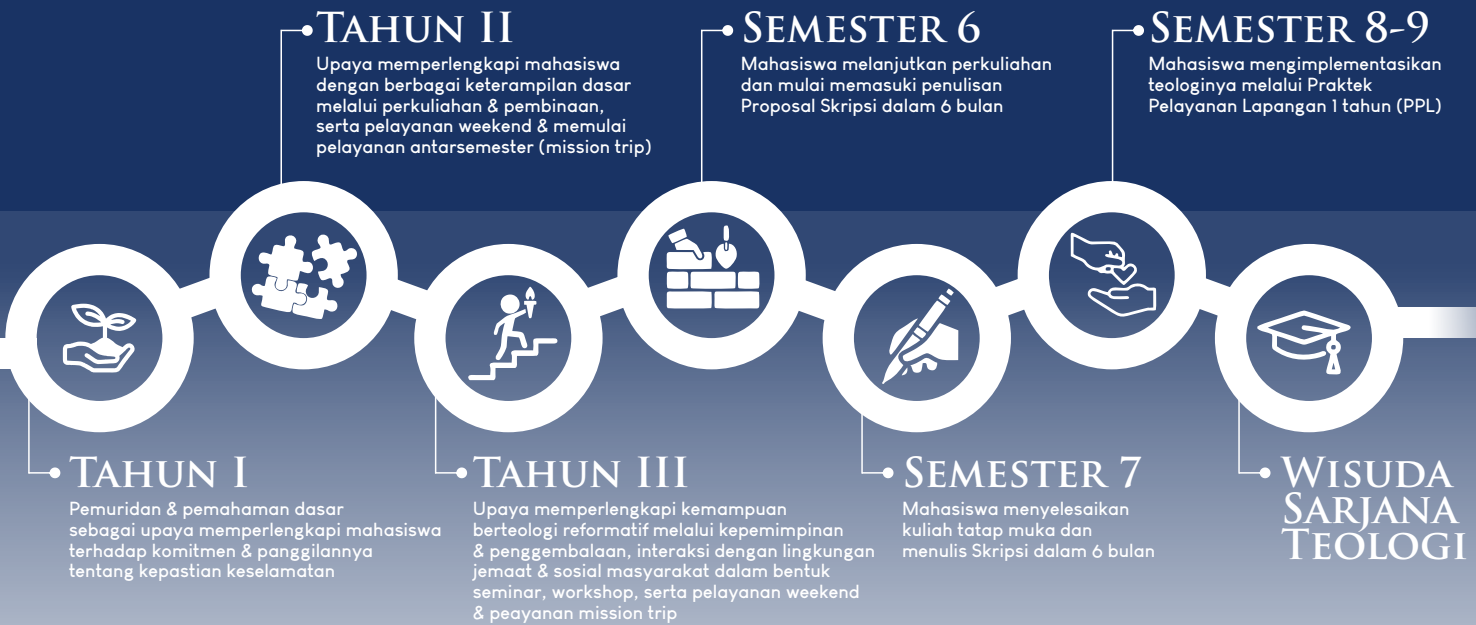 TAHUN I
Pemuridan & pemahaman dasar
sebagai upaya memperlengkapi mahasiswa
terhadap komitmen & panggilannya
tentang kepastian keselamatan
TAHUN II
Upaya memperlengkapi mahasiswa
dengan berbagai keterampilan dasar
melalui perkuliahan & pembinaan,
serta pelayanan weekend & memulai
pelayanan antarsemester (mission trip)
TAHUN III
Upaya memperlengkapi kemampuan
berteologi reformatif melalui kepemimpinan
& penggembalaan, interaksi dengan lingkungan
jemaat & sosial masyarakat dalam bentuk
seminar, workshop, serta pelayanan weekend
& peayanan mission trip
SEMESTER 6
Mahasiswa melanjutkan perkuliahan
dan mulai memasuki penulisan
Proposal Skripsi dalam 6 bulan
SEMESTER 7
Mahasiswa menyelesaikan
kuliah tatap muka dan
menulis Skripsi dalam 6 bulan
SEMESTER 8-9
Mahasiswa mengimplementasikan
teologinya melalui Praktek
Pelayanan Lapangan 1 tahun (PPL)
WISUDA
SARJANA
TEOLOGI